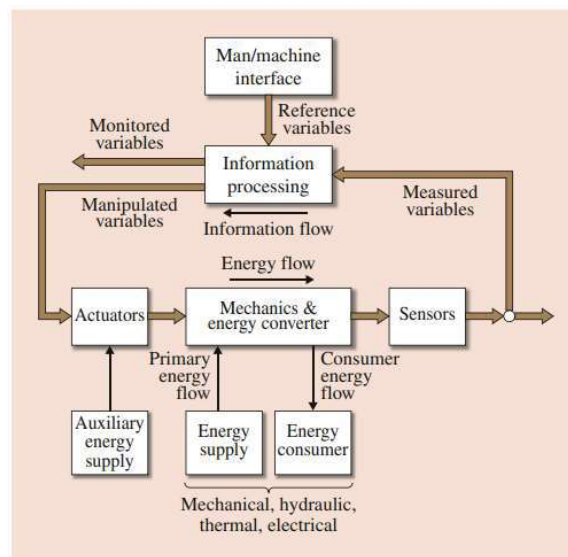 Man/machine
interface
Reference
variables
Monitored
variables
Information
processing
Measured
variables
Manipulated
variables
Information flow
Energy flow
Actuators
Mechanics &
energy converter
Sensors
Primary
energy
flow
Consumer
energy
flow
Auxiliary
energy
supply
Energy
supply
Energy
consumer
Mechanical, hydraulic,
thermal, electrical